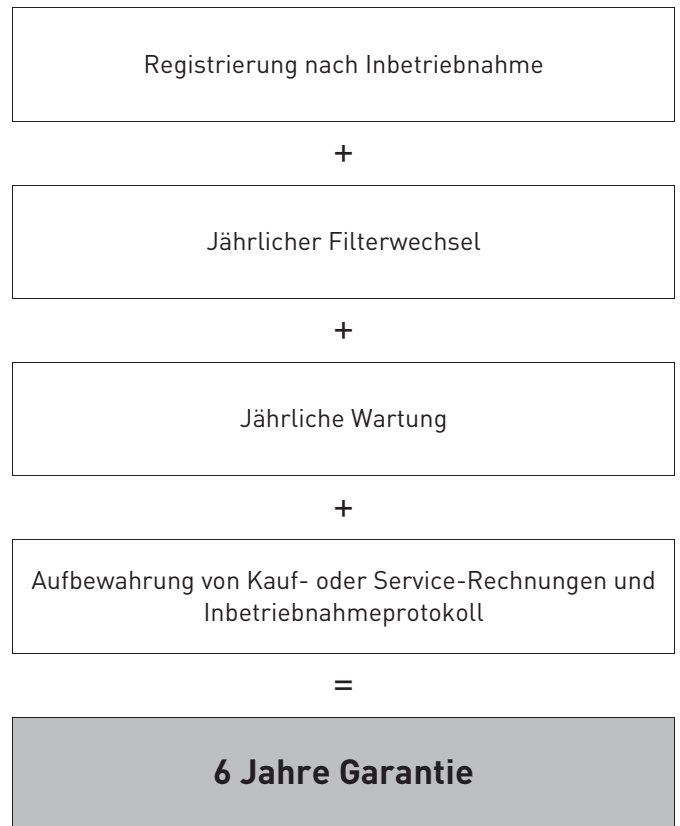 Registrierung nach Inbetriebnahme
+
Jährlicher Filterwechsel
+
Jährliche Wartung
+
Aufbewahrung von Kauf- oder Service-Rechnungen und
Inbetriebnahmeprotokoll
=
6 Jahre Garantie